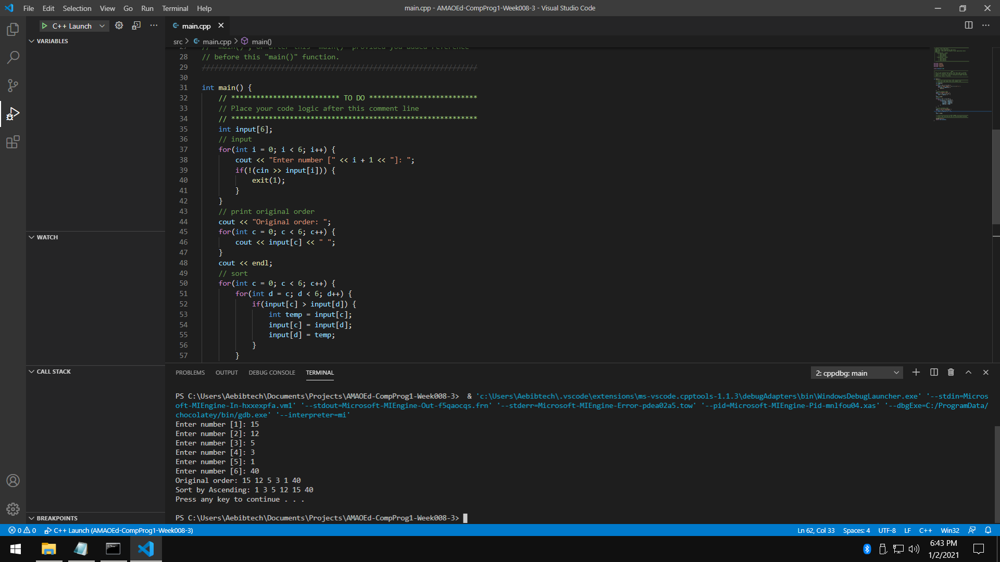 File Edit Selection View Go Run Terminal Help
main.cpp - AMAOEd-CompProg1-Week008-3 - Visual Studio Code
C++ Launch
VARIABLES
WATCH
CALL STACK
BREAKPOINTS
main.cpp
src > main.cpp > main()
27 // "main()", or after this "main()" provided you added reference
28 // before this "main()" function.
29 //////////////////////////////////////////////////////////////////
30
31 int main() {
32 // ************************** TO DO **************************
33 // Place your code logic after this comment line
34 // ***********************************************************
35 int input[6];
36 // input
37 for(int i = 0; i < 6; i++) {
38 cout << "Enter number [" << i + 1 << "]: ";
39 if(!(cin >> input[i])) {
40 exit(1);
41 }
42 }
43 // print original order
44 cout << "Original order: ";
45 for(int c = 0; c < 6; c++) {
46 cout << input[c] << " ";
47 }
48 cout << endl;
49 // sort
50 for(int c = 0; c < 6; c++) {
51 for(int d = c; d < 6; d++) {
52 if(input[c] > input[d]) {
53 int temp = input[c];
54 input[c] = input[d];
55 input[d] = temp;
56 }
57 }
PROBLEMS OUTPUT DEBUG CONSOLE TERMINAL
2: cppdbg: main
PS C:\Users\Aebibtech\Documents\Projects\AMAOEd-CompProg1-Week008-3> & 'c:\Users\Aebibtech\.vscode\extensions\ms-vscode.cpptools-1.1.3\debugAdapters\bin\WindowsDebugLauncher.exe' '--stdin=Micros
oft-MIEngine-In-hxxexpfa.vm1' '--stdout=Microsoft-MIEngine-Out-f5qaocqs.frn' '--stderr=Microsoft-MIEngine-Error-pdea02a5.tow' '--pid=Microsoft-MIEngine-Pid-mnlfou04.xas' '--dbgExe=C:/ProgramData/
chocolatey/bin/gdb.exe' '--interpreter=mi'
Enter number [1]: 15
Enter number [2]: 12
Enter number [3]: 5
Enter number [4]: 3
Enter number [5]: 1
Enter number [6]: 40
Original order: 15 12 5 3 1 40
Sort by Ascending: 1 3 5 12 15 40
Press any key to continue . . .
PS C:\Users\Aebibtech\Documents\Projects\AMAOEd-CompProg1-Week008-3>
0 0 C++ Launch (AMAOEd-CompProg1-Week008-3)
Ln 62, Col 33 Spaces: 4 UTF-8 LF C++ Win32
6:43 PM
1/2/2021